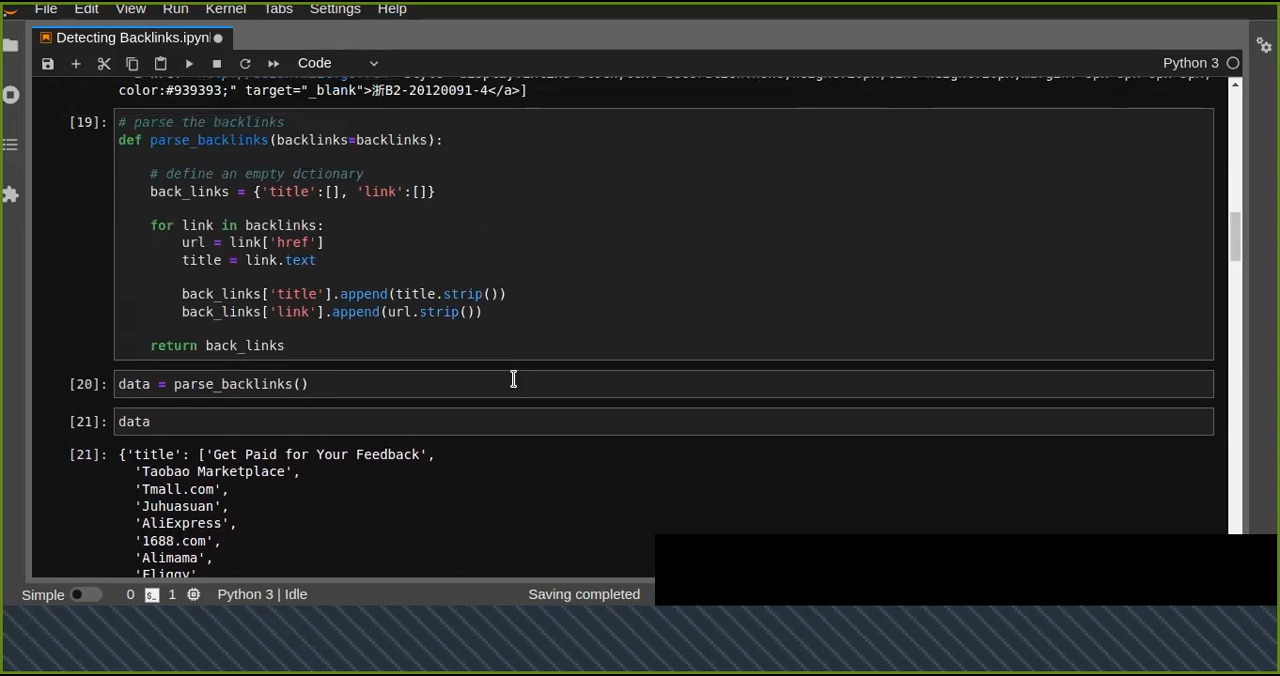 File Edit View Run Kernel Tabs Settings Help
Detecting Backlinks.ipynl
Code
Python 3
color:#939393;" target="_blank">浙B2-20120091-4</a>]
[19]: # parse the backlinks
def parse_backlinks(backlinks=backlinks):
# define an empty dctionary
back_links = {'title':[], 'link':[]}
for link in backlinks:
url = link['href']
title = link.text
back_links['title'].append(title.strip())
back_links['link'].append(url.strip())
return back_links
[20]: data = parse_backlinks()
[21]: data
[21]: {'title': ['Get Paid for Your Feedback',
'Taobao Marketplace',
'Tmall.com',
'Juhuasuan',
'AliExpress',
'1688.com',
'Alimama',
'Fliggy'
Simple 0 $_ 1 Python 3 | Idle Saving completed